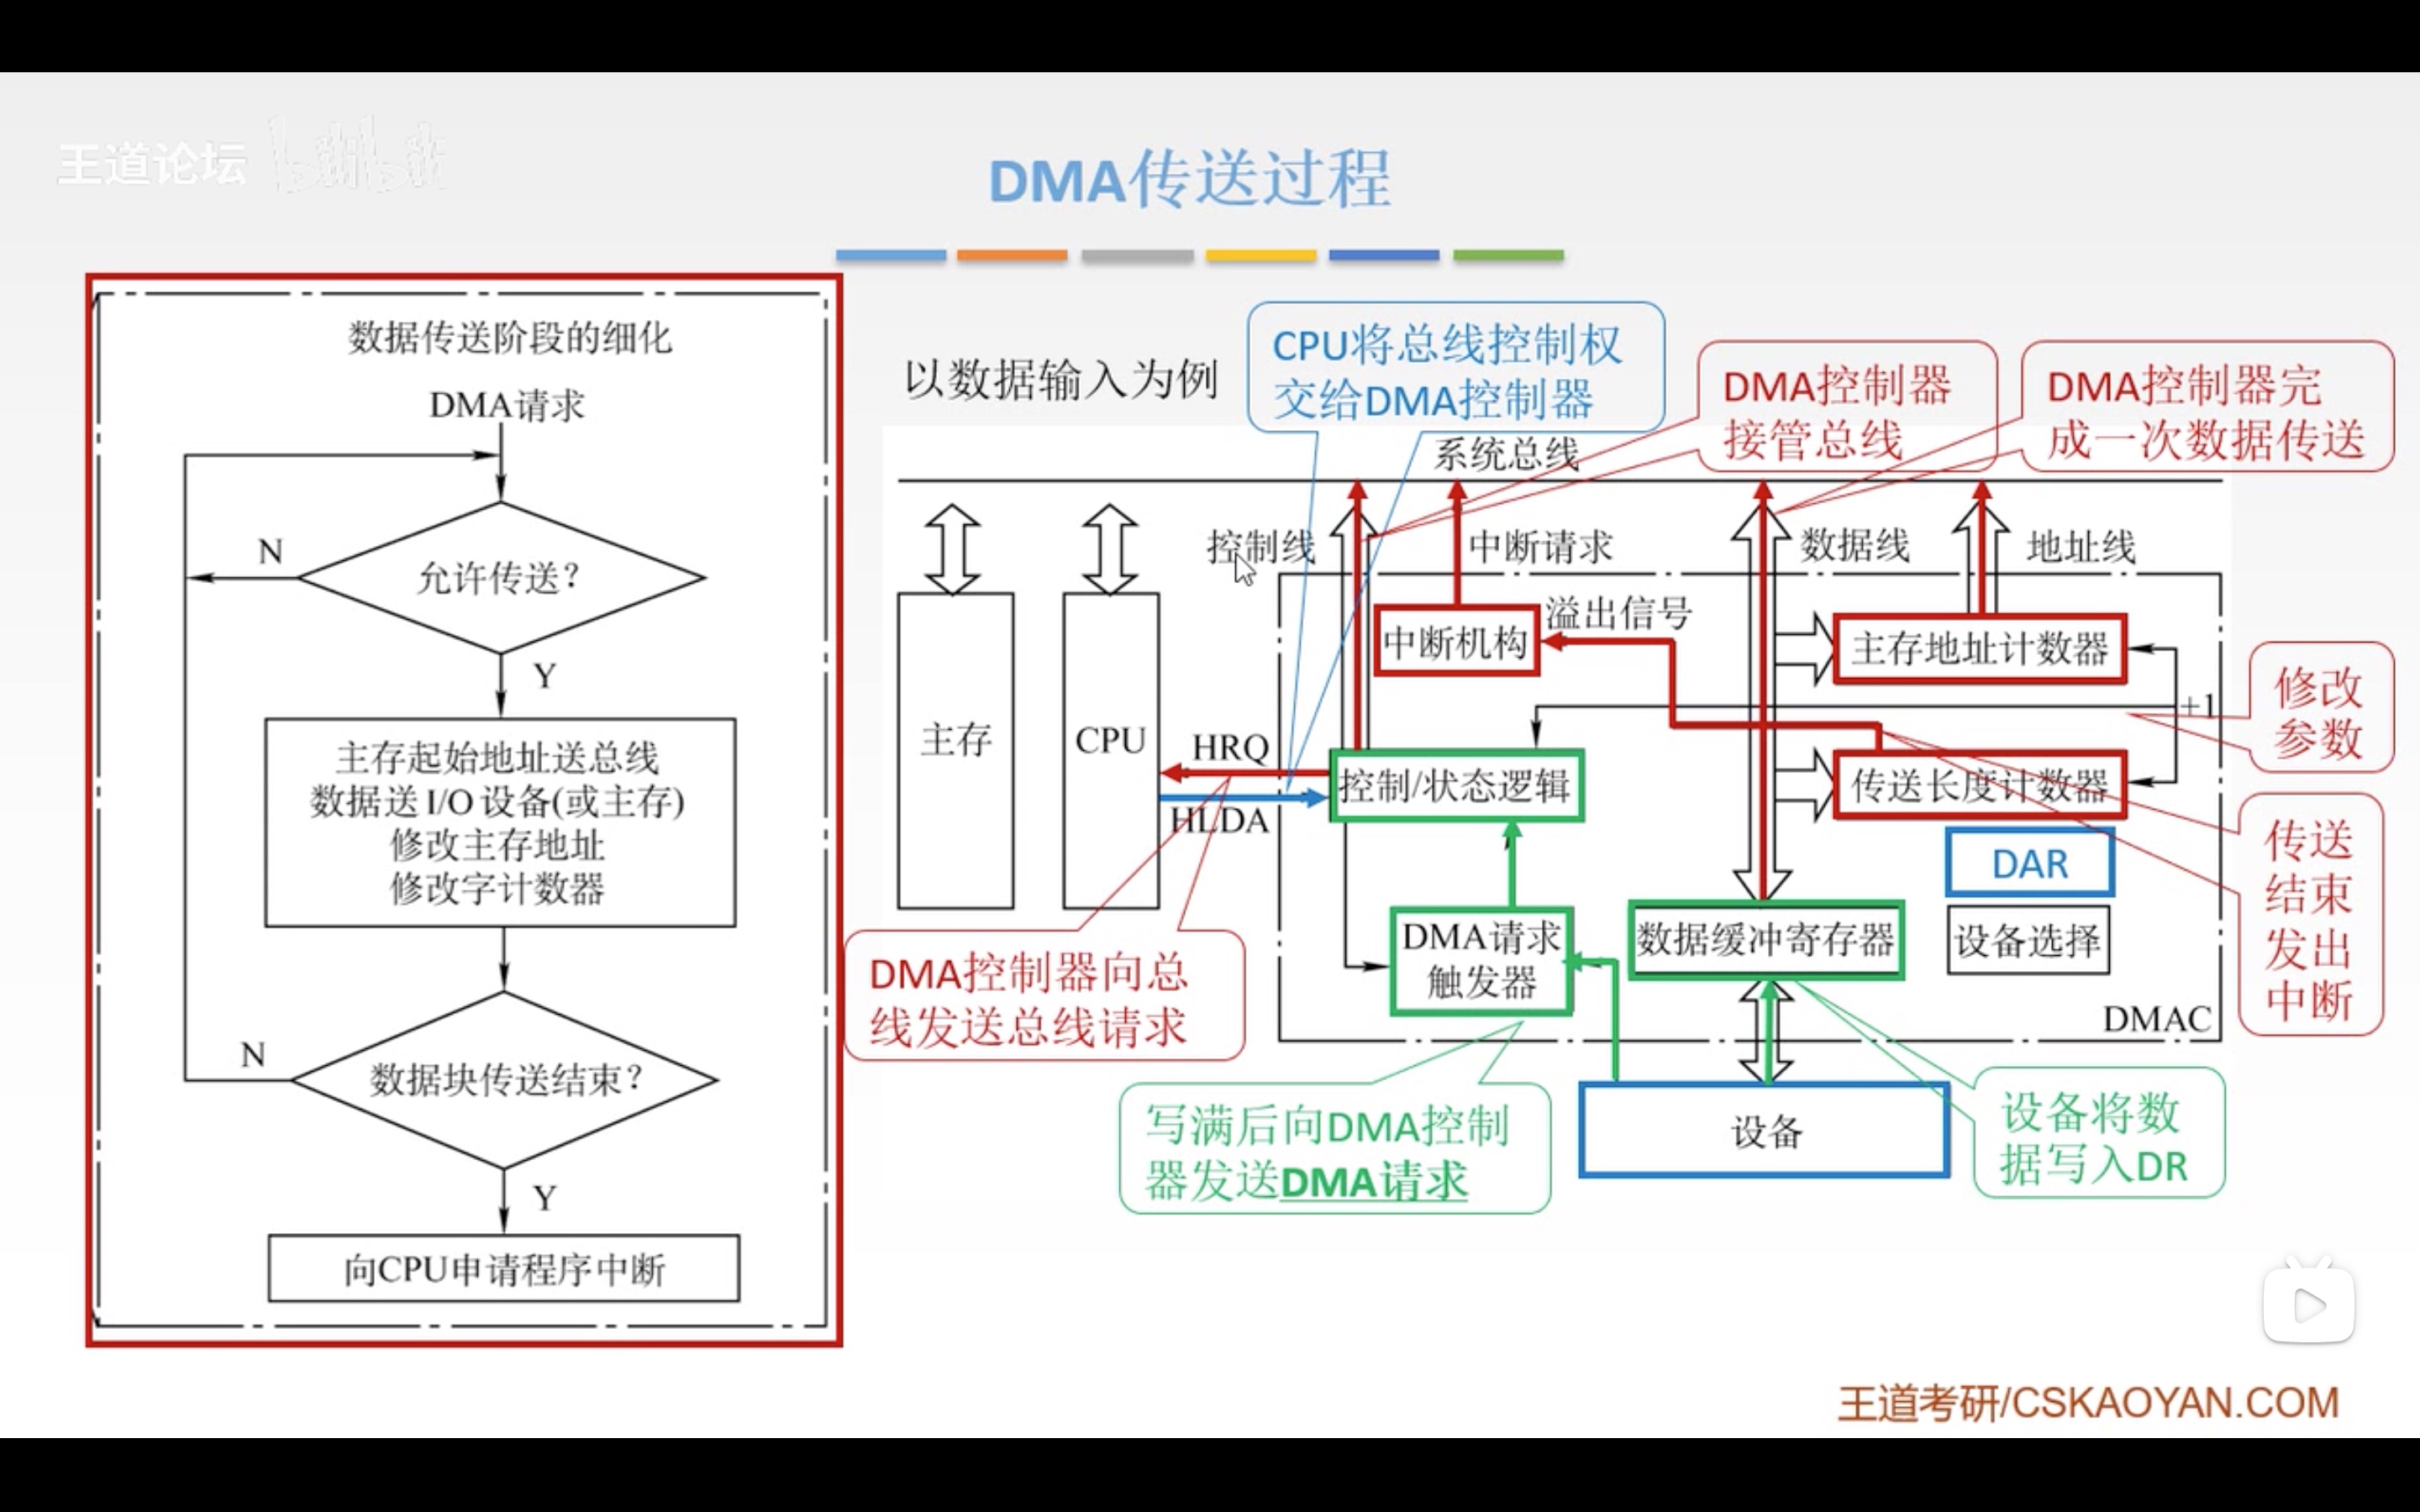 王道论坛 bilibili
DMA传送过程
数据传送阶段的细化
DMA请求
允许传送?
N
Y
主存起始地址送总线
数据送 I/O 设备(或主存)
修改主存地址
修改字计数器
数据块传送结束?
N
Y
向CPU申请程序中断
以数据输入为例
CPU将总线控制权
交给DMA控制器
DMA控制器
接管总线
DMA控制器完
成一次数据传送
系统总线
控制线
中断请求
数据线
地址线
主存
CPU
HRQ
HLDA
中断机构
溢出信号
主存地址计数器
+1
控制/状态逻辑
传送长度计数器
DAR
设备选择
DMA请求
触发器
数据缓冲寄存器
DMAC
设备
修改
参数
传送
结束
发出
中断
DMA控制器向总
线发送总线请求
写满后向DMA控制
器发送DMA请求
设备将数
据写入DR
王道考研/CSKAOYAN.COM